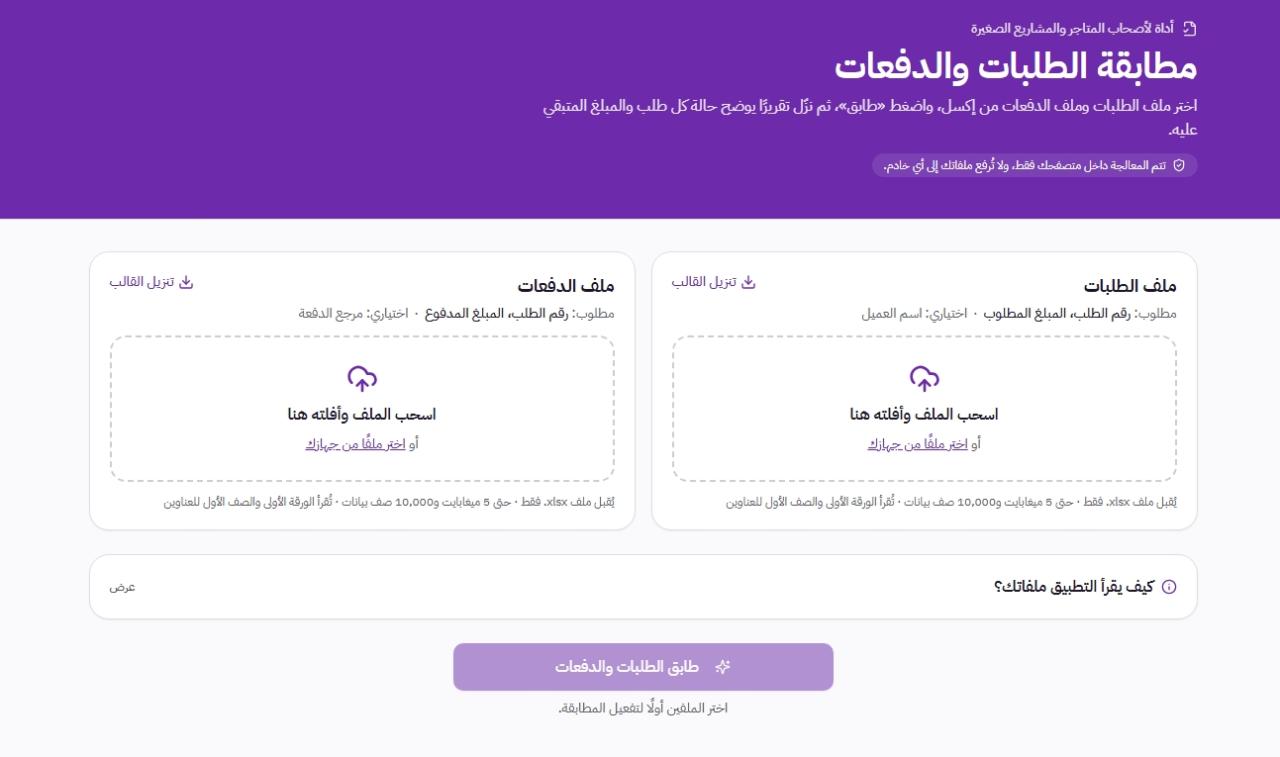 أداة لأصحاب المتاجر والمشاريع الصغيرة
مطابقة الطلبات والدفعات
اختر ملف الطلبات وملف الدفعات من إكسل، واضغط «طابق»، ثم نزّل تقريرًا يوضح حالة كل طلب والمبلغ المتبقي
عليه.
تتم المعالجة داخل متصفحك فقط، ولا تُرفع ملفاتك إلى أي خادم.
ملف الطلبات
تنزيل القالب
مطلوب: رقم الطلب، المبلغ المطلوب · اختياري: اسم العميل
اسحب الملف وأفلته هنا
أو اختر ملفًا من جهازك
يُقبل ملف xlsx. فقط · حتى 5 ميغابايت و10,000 صف بيانات · تُقرأ الورقة الأولى والصف الأول للعناوين
ملف الدفعات
تنزيل القالب
مطلوب: رقم الطلب، المبلغ المدفوع · اختياري: مرجع الدفعة
اسحب الملف وأفلته هنا
أو اختر ملفًا من جهازك
يُقبل ملف xlsx. فقط · حتى 5 ميغابايت و10,000 صف بيانات · تُقرأ الورقة الأولى والصف الأول للعناوين
كيف يقرأ التطبيق ملفاتك؟
عرض
طابق الطلبات والدفعات
اختر الملفين أولًا لتفعيل المطابقة.